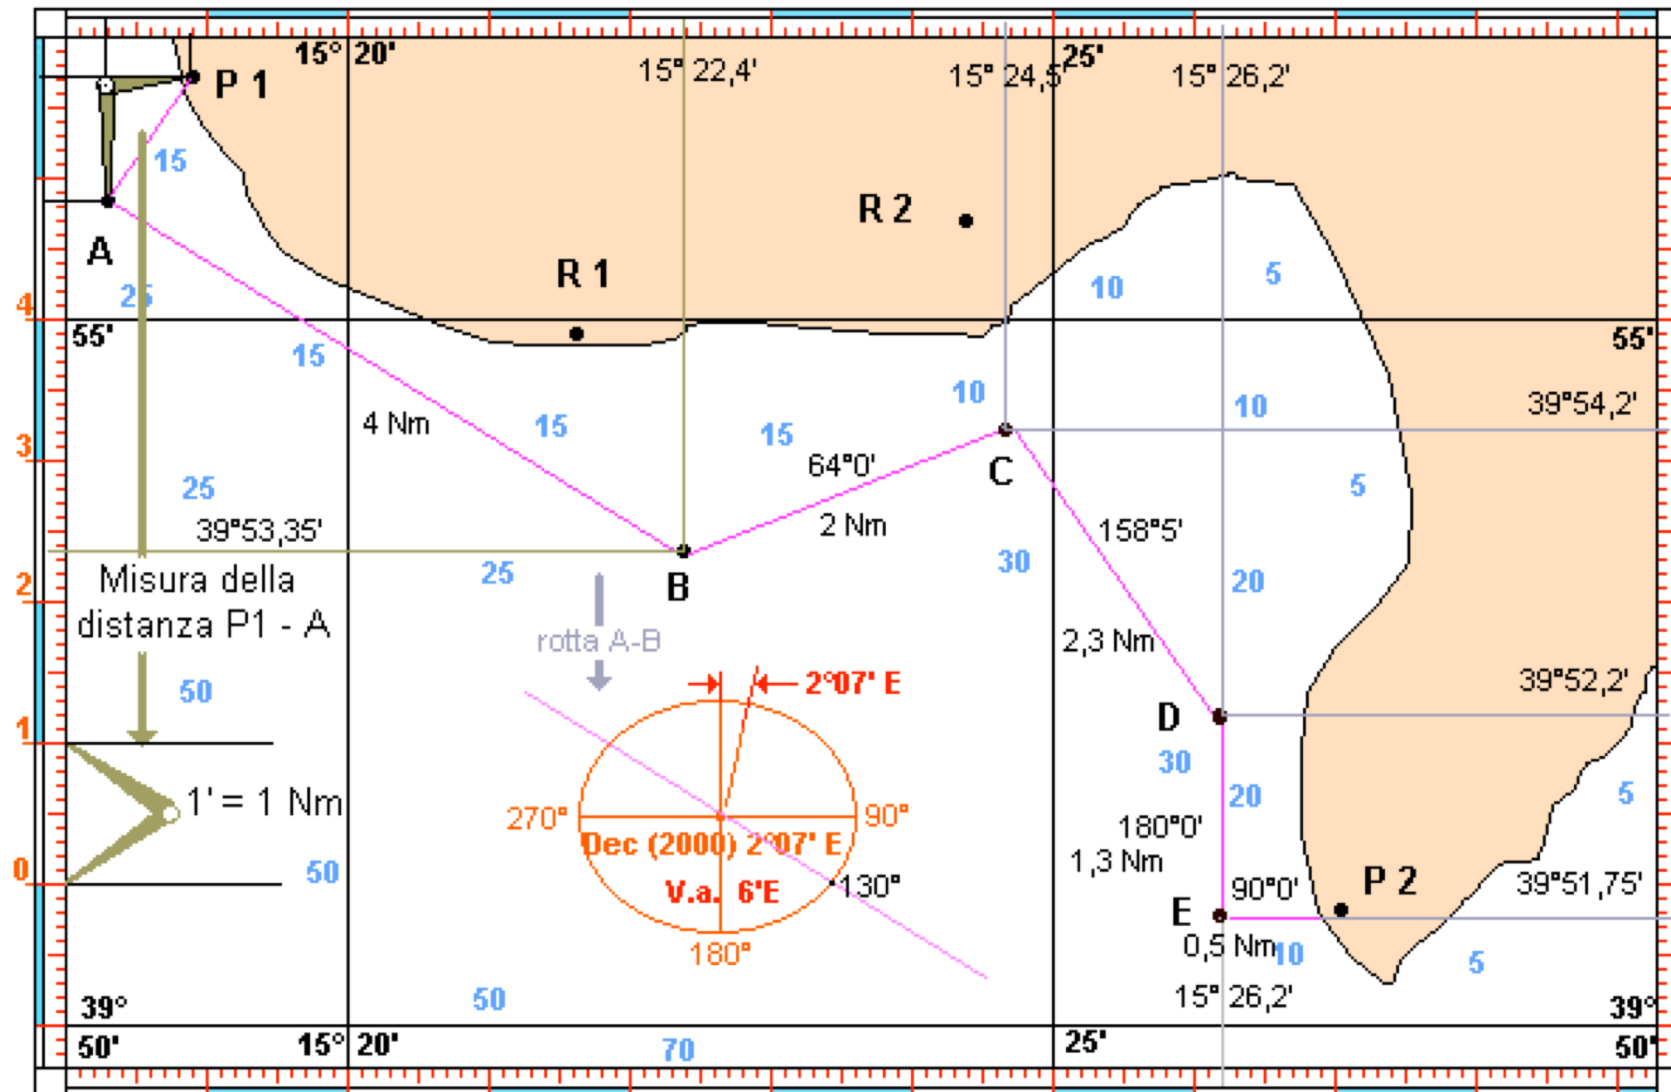 15° 20'
15° 22,4'
15° 24,5'
25'
15° 26,2'
P 1
15
R 2
A
R 1
10
5
25
4
55'
55'
15
10
39°54,2'
4 Nm
10
15
15
3
64°0'
C
5
25
2 Nm
158°5'
39°53,35'
30
25
B
20
Misura della
2
distanza P1 - A
rotta A-B
2,3 Nm
50
2°07' E
39°52,2'
D
1
30
1' = 1 Nm
20
5
270°
90°
180°0'
Dec (2000) 2°07' E
1,3 Nm
0
50
V.a. 6'E
130°
90°0'
P 2
39°51,75'
E
180°
0,5 Nm
10
5
50
15° 26,2'
39°
39°
50'
15° 20'
70
25'
50'